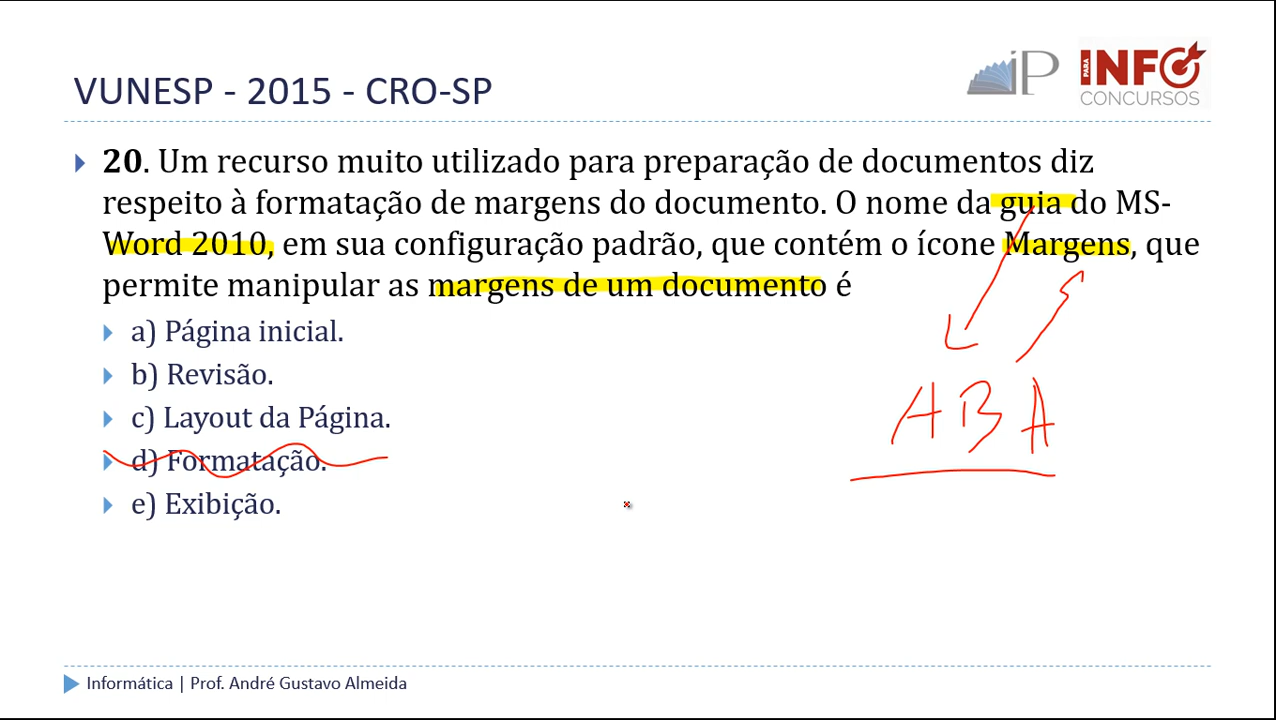 VUNESP - 2015 - CRO-SP
iP
PARA
INFO
CONCURSOS
20. Um recurso muito utilizado para preparação de documentos diz
respeito à formatação de margens do documento. O nome da guia do MS-
Word 2010, em sua configuração padrão, que contém o ícone Margens, que
permite manipular as margens de um documento é
a) Página inicial.
b) Revisão.
c) Layout da Página.
d) Formatação.
e) Exibição.
ABA
Informática | Prof. André Gustavo Almeida